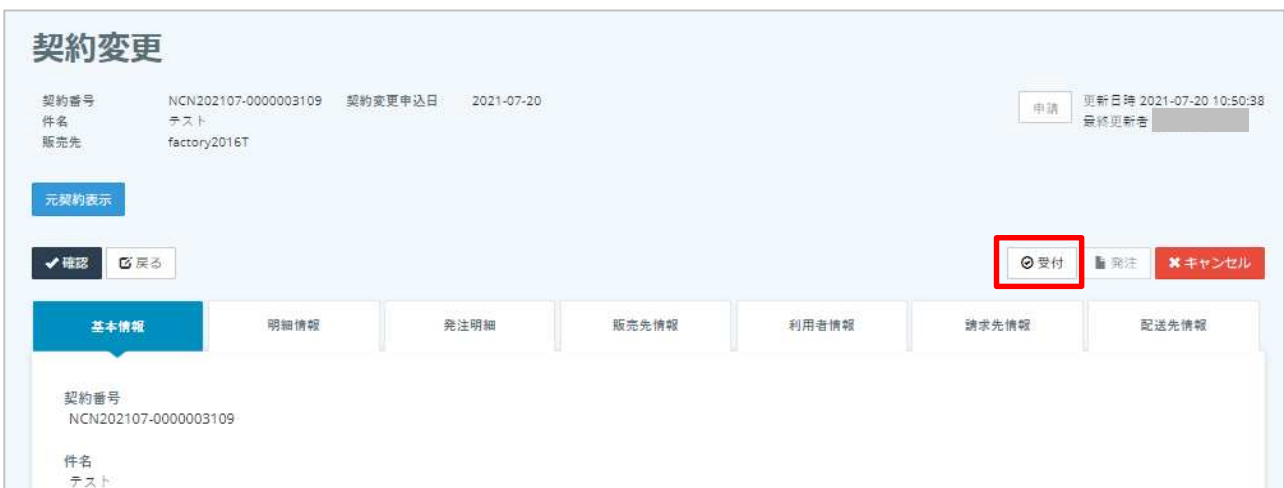 契約変更
契約番号 NCN202107-0000003109 契約変更申込日 2021-07-20
件名 テスト
販売先 factory2016T
申請 更新日時 2021-07-20 10:50:38
最終更新者
元契約表示
確認 戻る 受付 発注 キャンセル
基本情報 明細情報 発注明細 販売先情報 利用者情報 請求先情報 配送先情報
契約番号
NCN202107-0000003109
件名
テスト